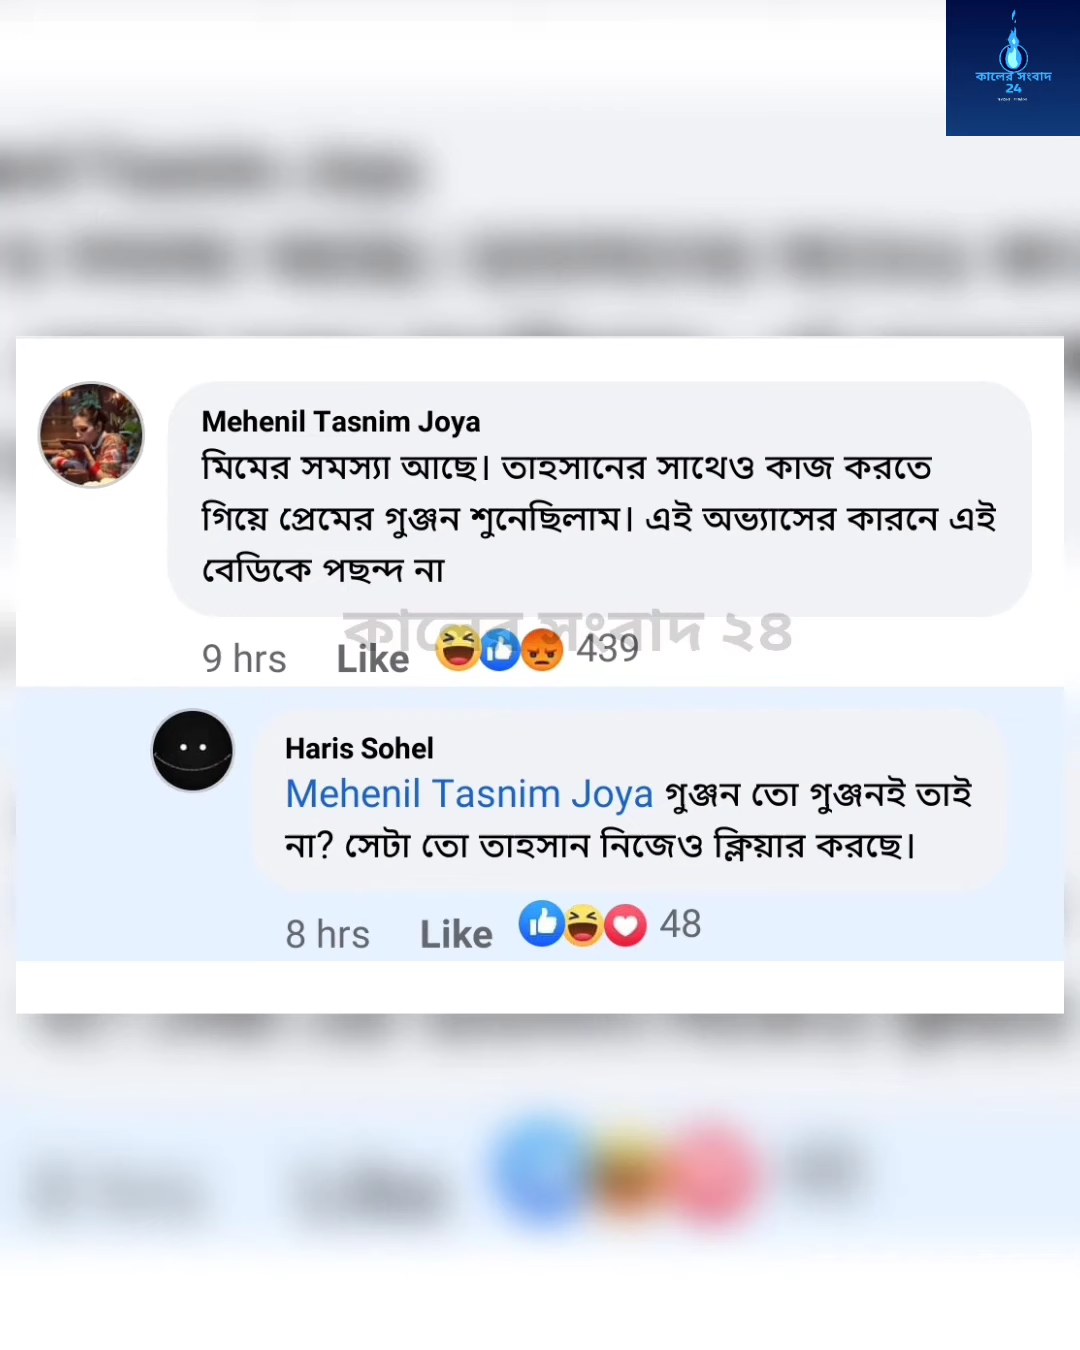 কালের সংবাদ
24
Mehenil Tasnim Joya
মিমের সমস্যা আছে। তাহসানের সাথেও কাজ করতে
গিয়ে প্রেমের গুঞ্জন শুনেছিলাম। এই অভ্যাসের কারনে এই
বেডিকে পছন্দ না
কালের সংবাদ ২৪
9 hrs Like 439
Haris Sohel
Mehenil Tasnim Joya গুঞ্জন তো গুঞ্জনই তাই
না? সেটা তো তাহসান নিজেও ক্লিয়ার করছে।
8 hrs Like 48